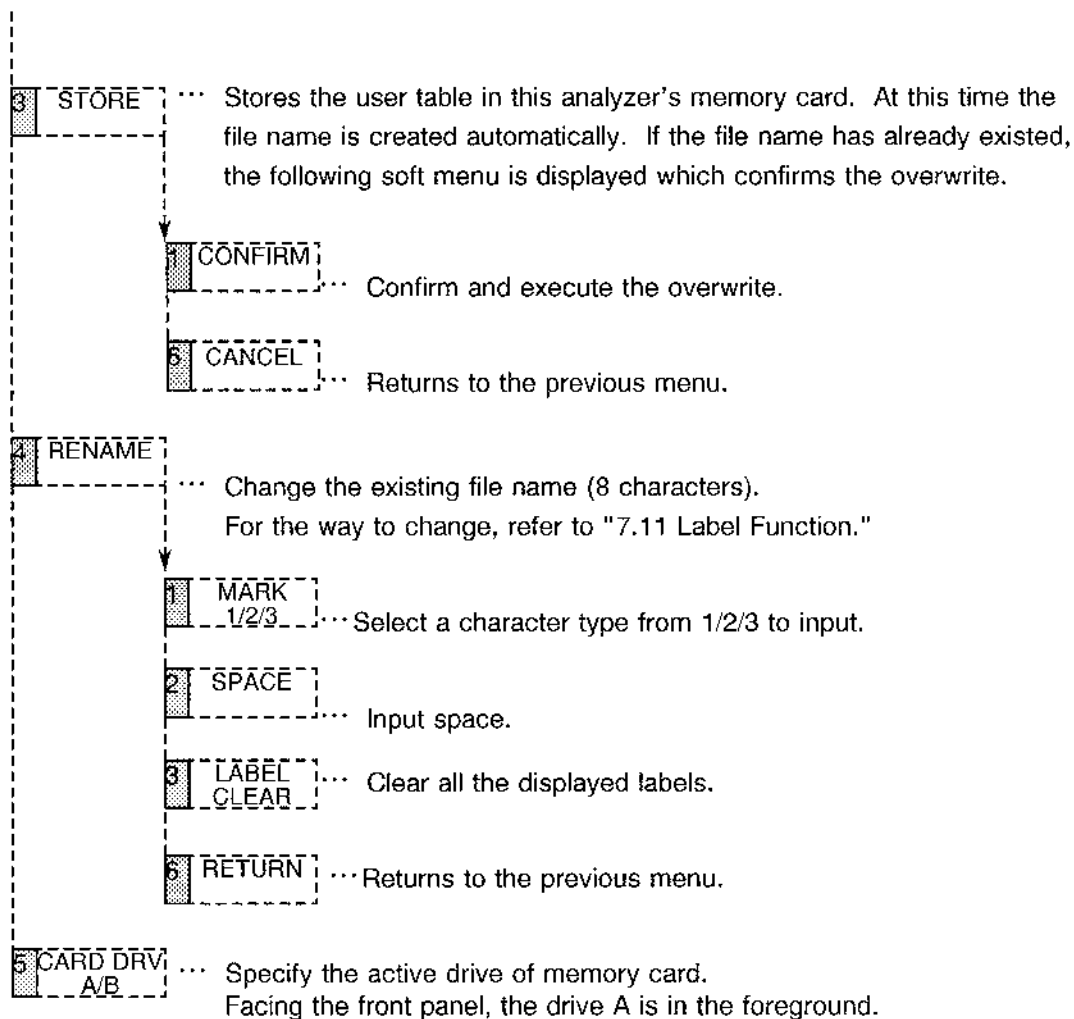 3 STORE ··· Stores the user table in this analyzer's memory card. At this time the
file name is created automatically. If the file name has already existed,
the following soft menu is displayed which confirms the overwrite.
1 CONFIRM
··· Confirm and execute the overwrite.
6 CANCEL
··· Returns to the previous menu.
4 RENAME
··· Change the existing file name (8 characters).
For the way to change, refer to "7.11 Label Function."
1 MARK
1/2/3 ··· Select a character type from 1/2/3 to input.
2 SPACE
··· Input space.
3 LABEL ··· Clear all the displayed labels.
CLEAR
6 RETURN ··· Returns to the previous menu.
5 CARD DRV ··· Specify the active drive of memory card.
A/B
Facing the front panel, the drive A is in the foreground.